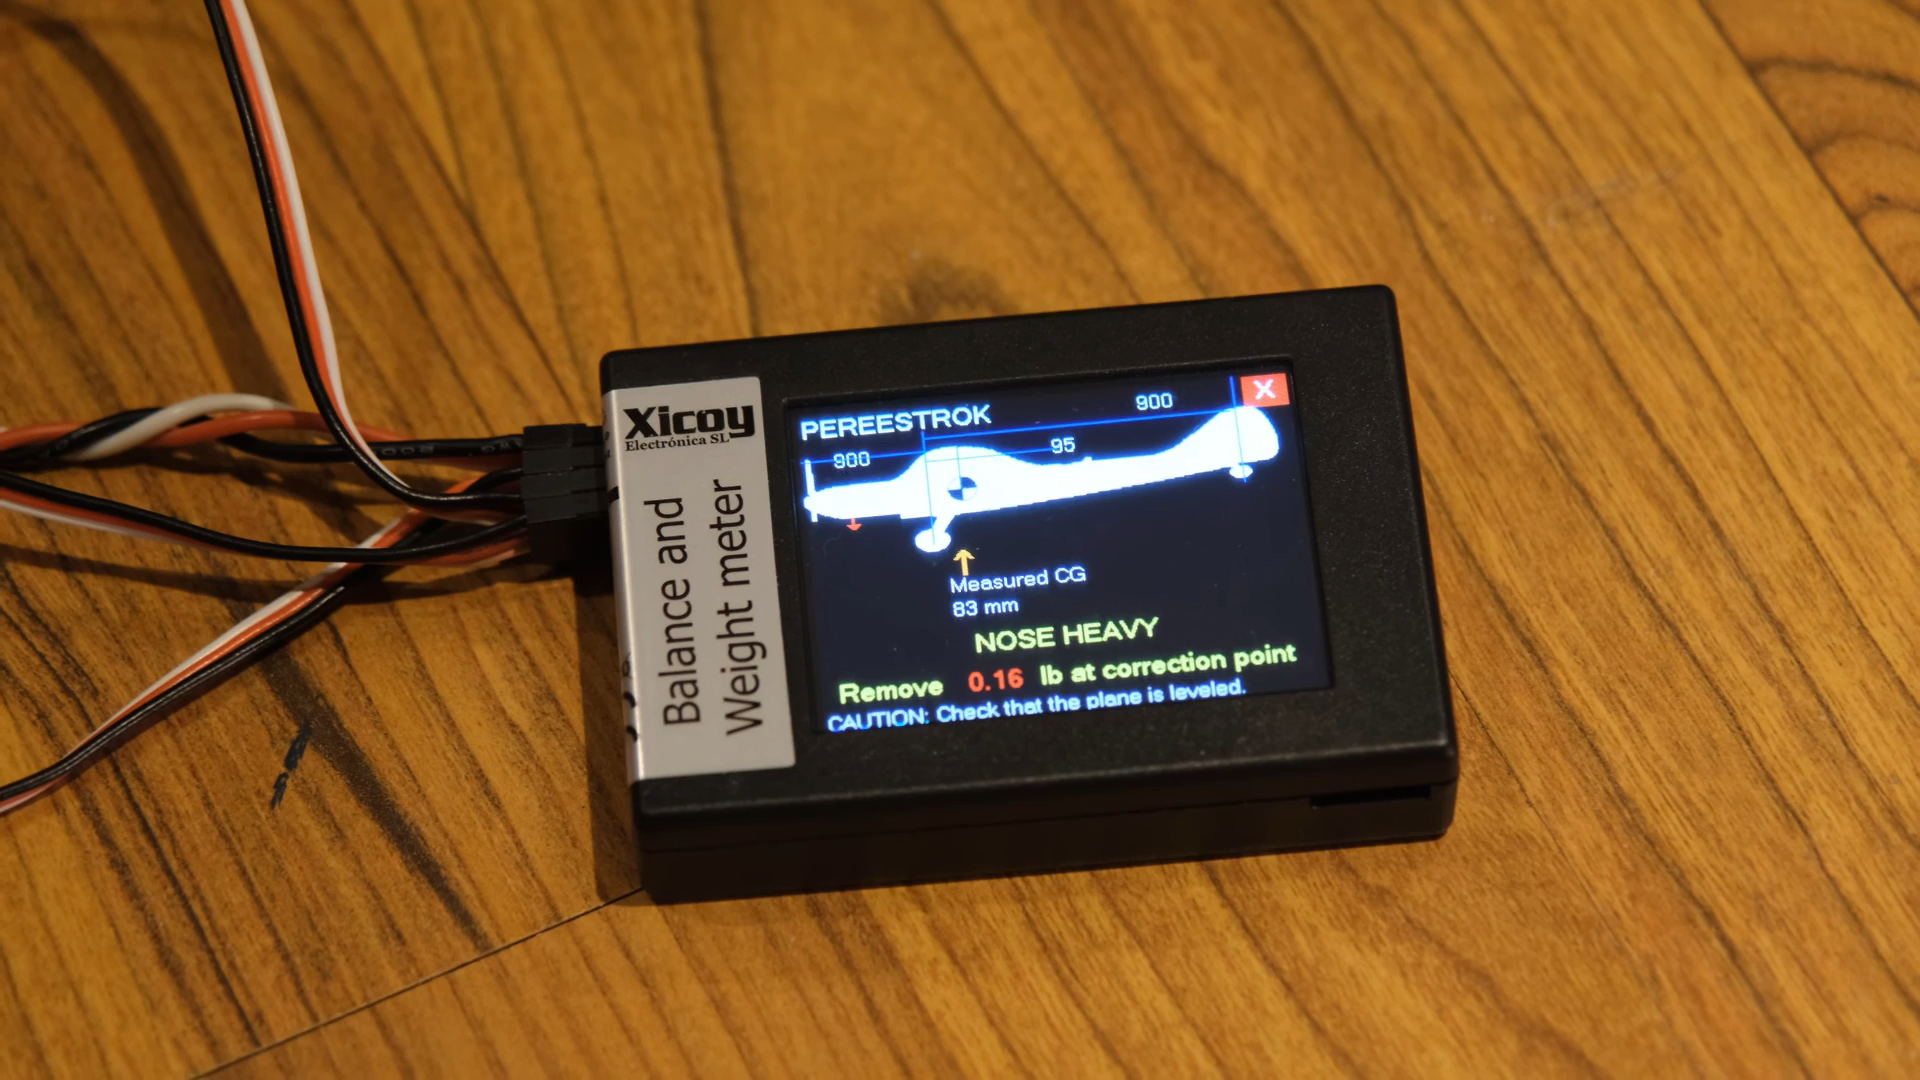 Xicoy
Electrónica SL
Balance and
Weight meter
PEREESTROK
900
X
900
95
Measured CG
83 mm
NOSE HEAVY
Remove 0.16 lb at correction point
CAUTION: Check that the plane is leveled.